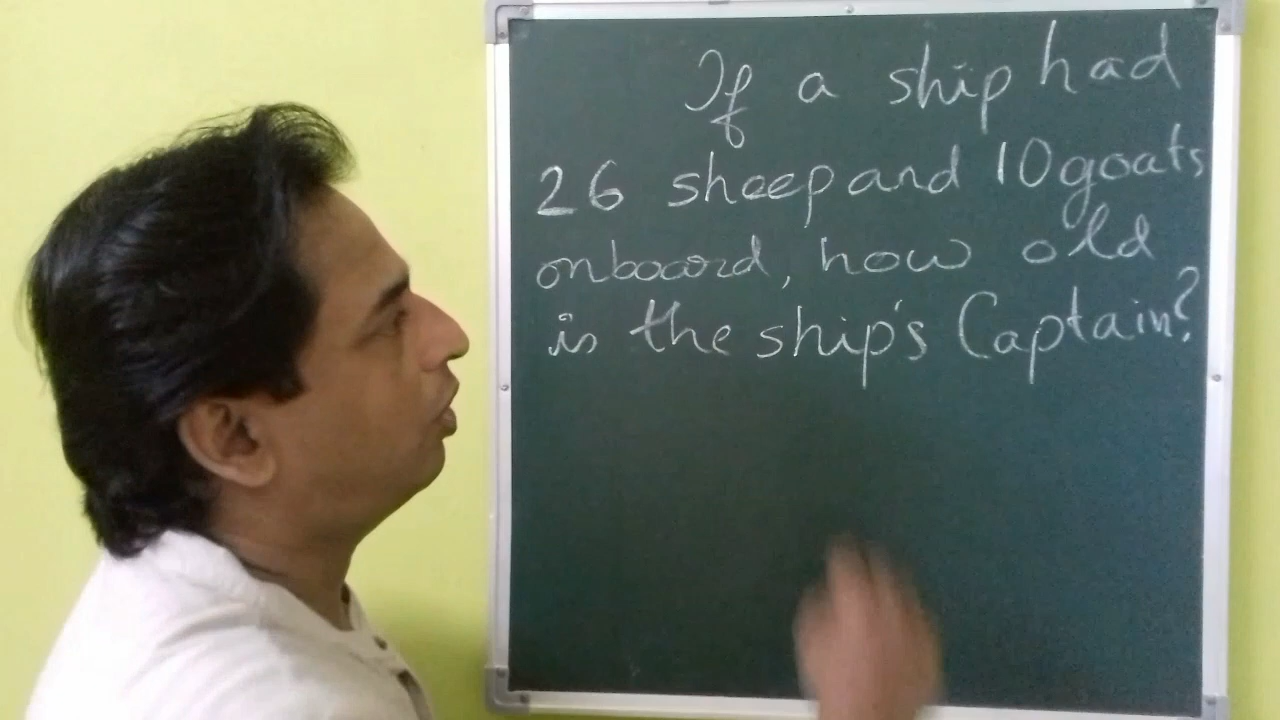 If a ship had
26 sheep and 10 goats
onboard, how old
is the ship's Captain?